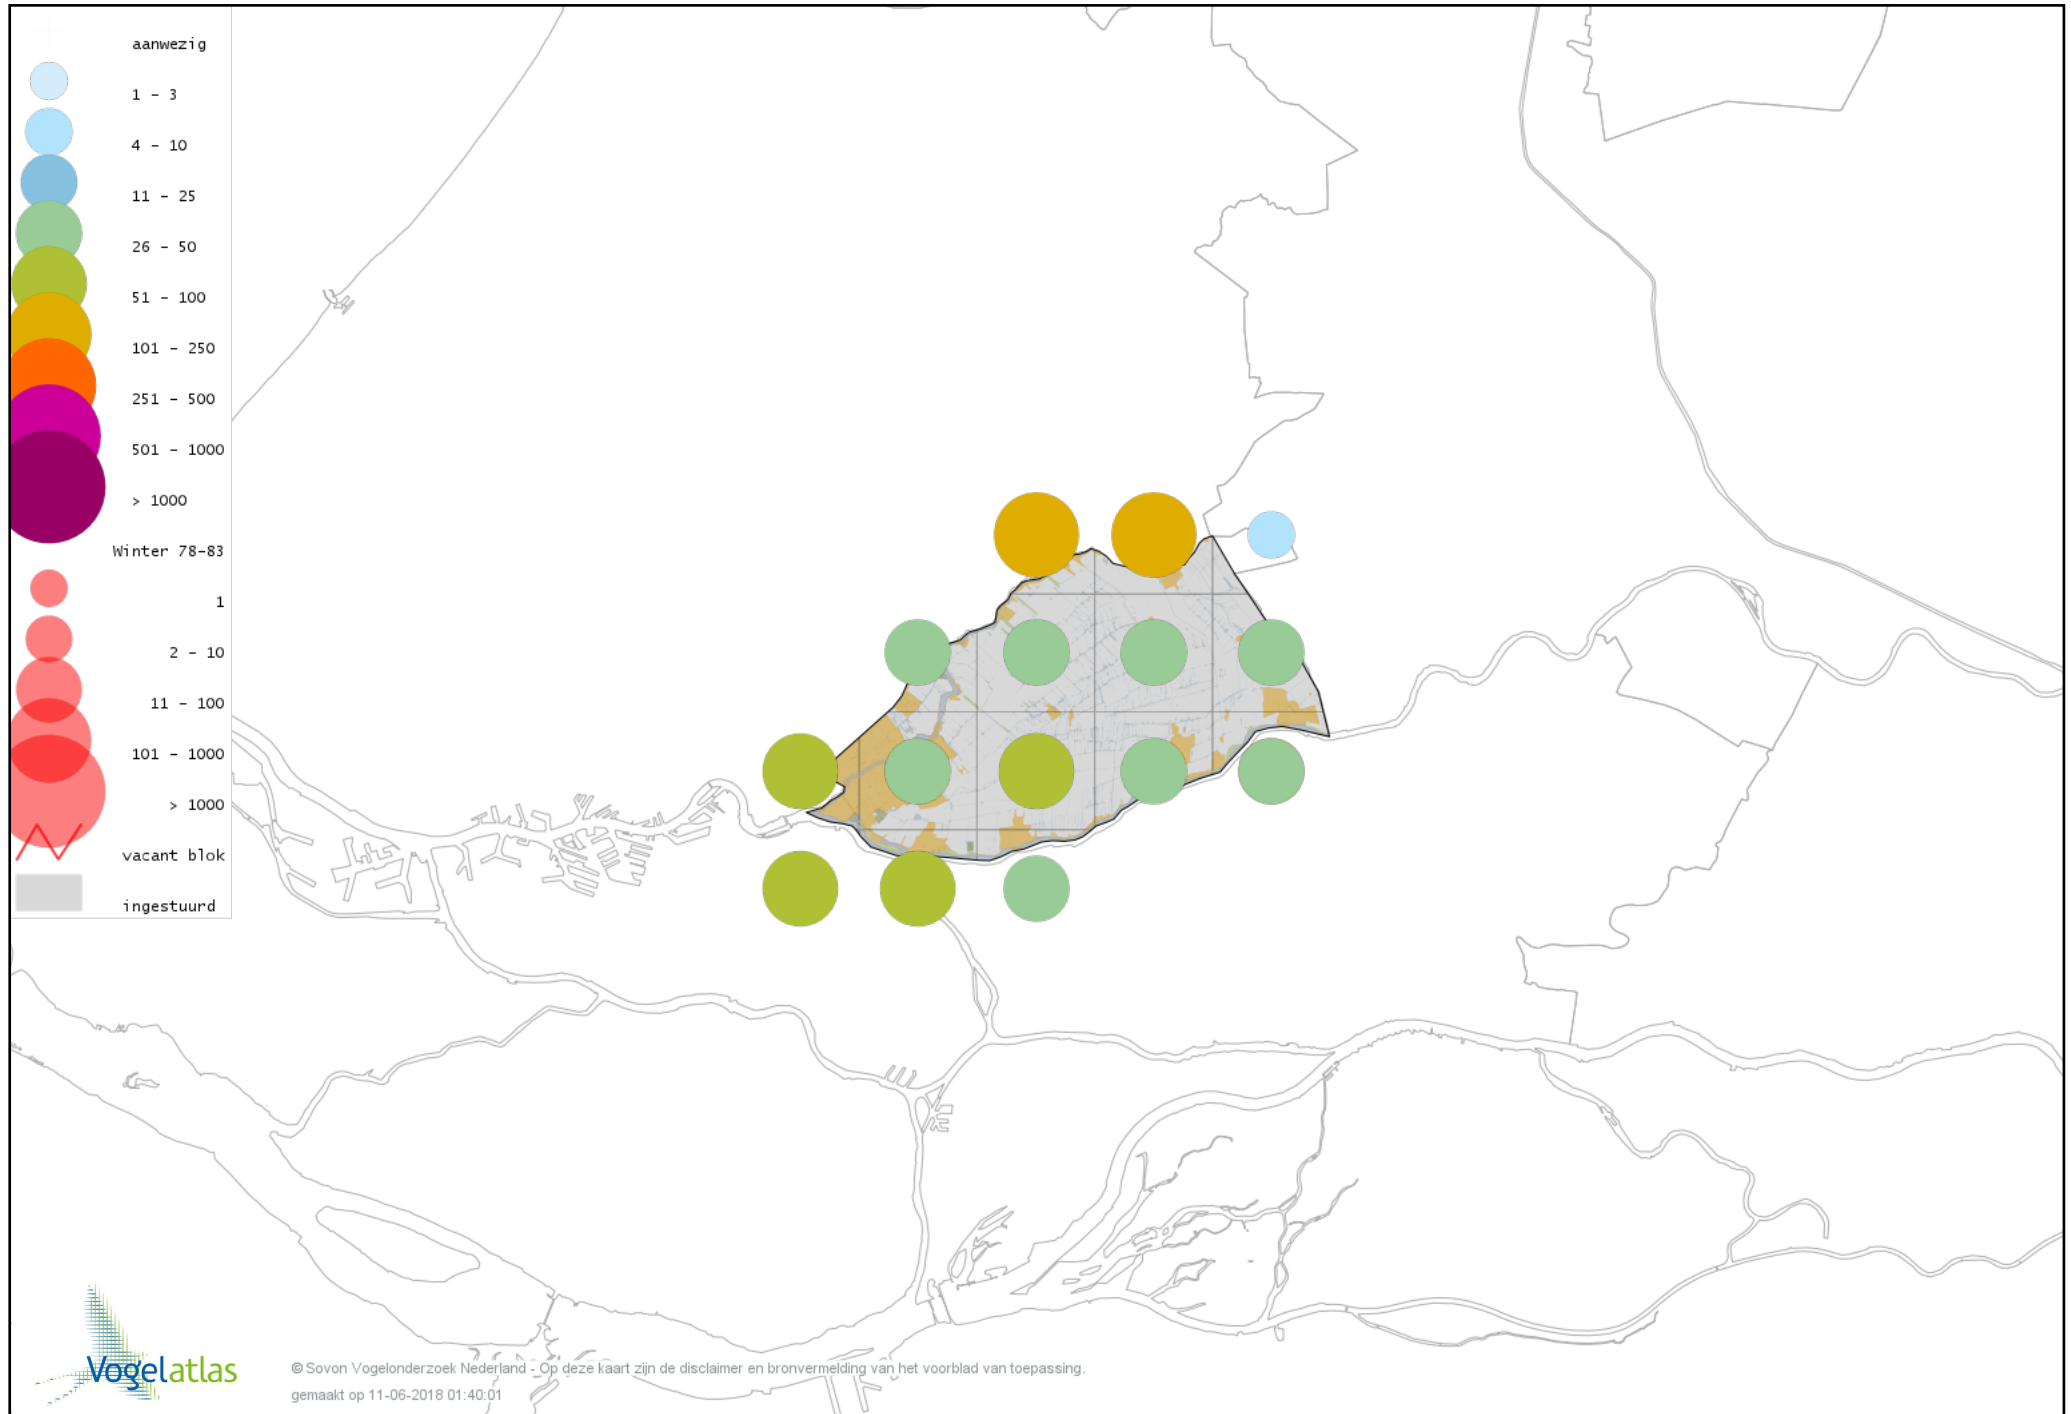 aanwezig
1 - 3
4 - 10
11 - 25
26 - 50
51 - 100
101 - 250
251 - 500
501 - 1000
> 1000
Winter 78-83
1
2 - 10
11 - 100
101 - 1000
> 1000
vacant blok
ingestuurd
Vogelatlas
© Sovon Vogelonderzoek Nederland - Op deze kaart zijn de disclaimer en bronvermelding van het voorblad van toepassing.
gemaakt op 11-06-2018 01:40:01